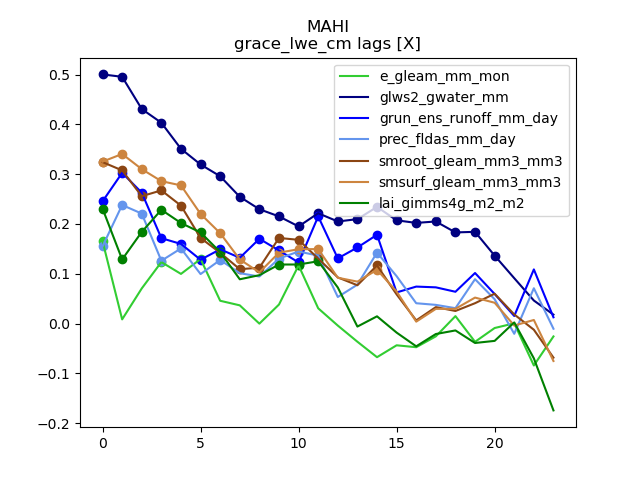 MAHI
grace_lwe_cm lags [X]
e_gleam_mm_mon
glws2_gwater_mm
grun_ens_runoff_mm_day
prec_fldas_mm_day
smroot_gleam_mm3_mm3
smsurf_gleam_mm3_mm3
lai_gimms4g_m2_m2
0.5
0.4
0.3
0.2
0.1
0.0
−0.1
−0.2
0 5 10 15 20